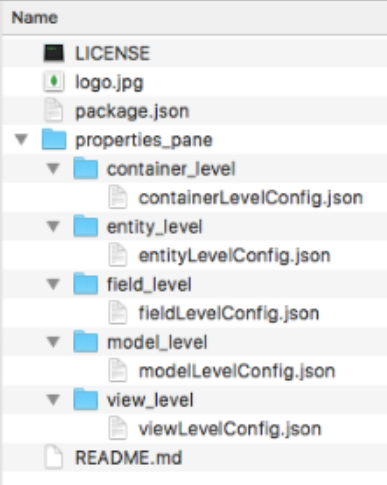 Name
LICENSE
logo.jpg
package.json
properties_pane
container_level
containerLevelConfig.json
entity_level
entityLevelConfig.json
field_level
fieldLevelConfig.json
model_level
modelLevelConfig.json
view_level
viewLevelConfig.json
README.md